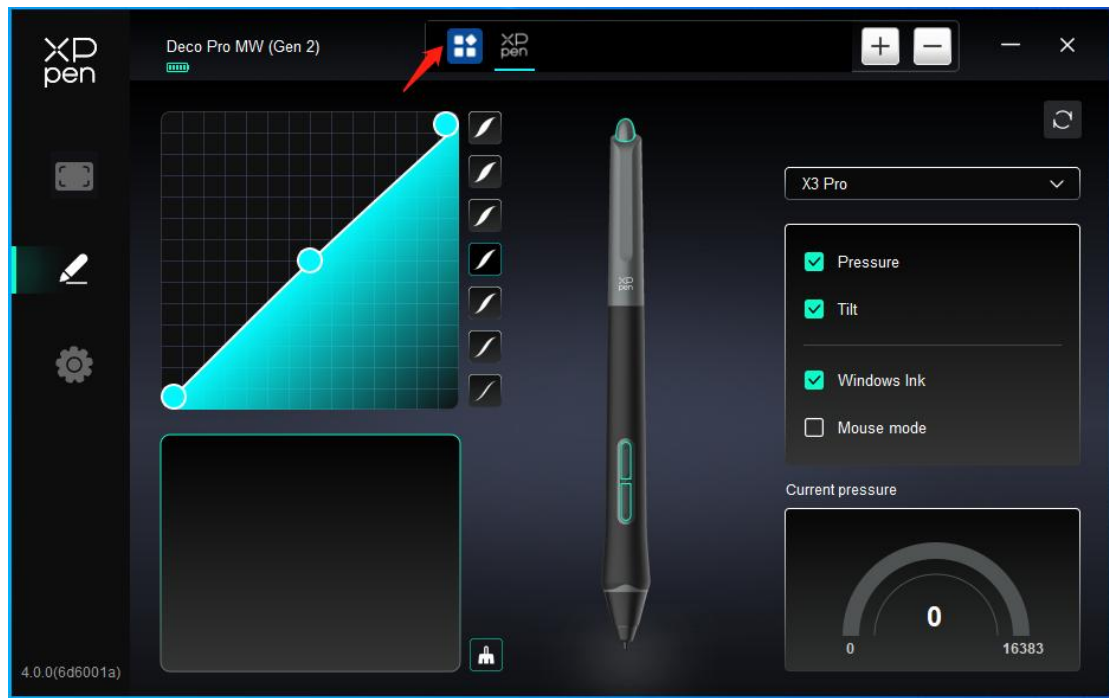 XP
pen
Deco Pro MW (Gen 2)
XP
pen
X3 Pro
Pressure
Tilt
Windows Ink
Mouse mode
XP
pen
Current pressure
0
0
16383
4.0.0(6d6001a)